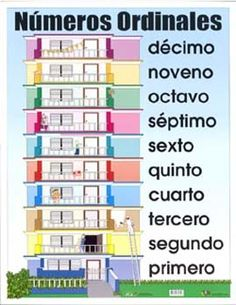 Números Ordinales
décimo
noveno
octavo
séptimo
sexto
quinto
cuarto
tercero
segundo
primero